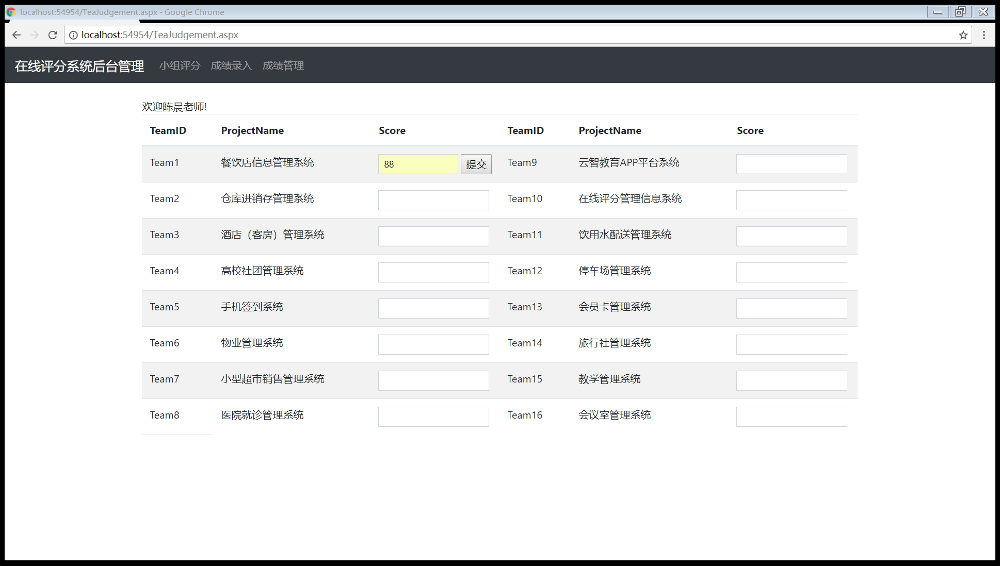 localhost:54954/TeaJudgement.aspx - Google Chrome
localhost:54954/TeaJudgement.aspx
在线评分系统后台管理 小组评分 成绩录入 成绩管理
欢迎陈晨老师!
TeamID ProjectName Score TeamID ProjectName Score
Team1 餐饮店信息管理系统 88 提交 Team9 云智教育APP平台系统
Team2 仓库进销存管理系统 Team10 在线评分管理信息系统
Team3 酒店（客房）管理系统 Team11 饮用水配送管理系统
Team4 高校社团管理系统 Team12 停车场管理系统
Team5 手机签到系统 Team13 会员卡管理系统
Team6 物业管理系统 Team14 旅行社管理系统
Team7 小型超市销售管理系统 Team15 教学管理系统
Team8 医院就诊管理系统 Team16 会议室管理系统